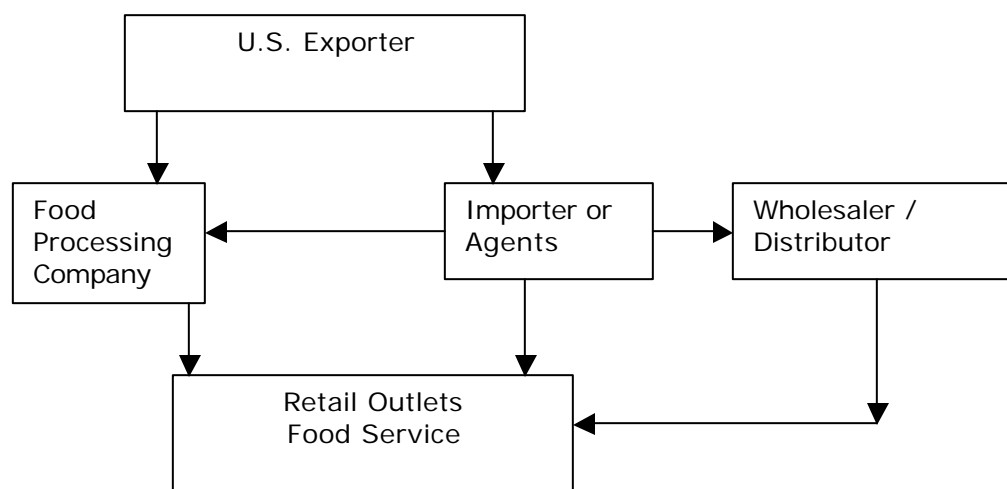 U.S. Exporter
Food
Processing
Company
Importer or
Agents
Wholesaler /
Distributor
Retail Outlets
Food Service